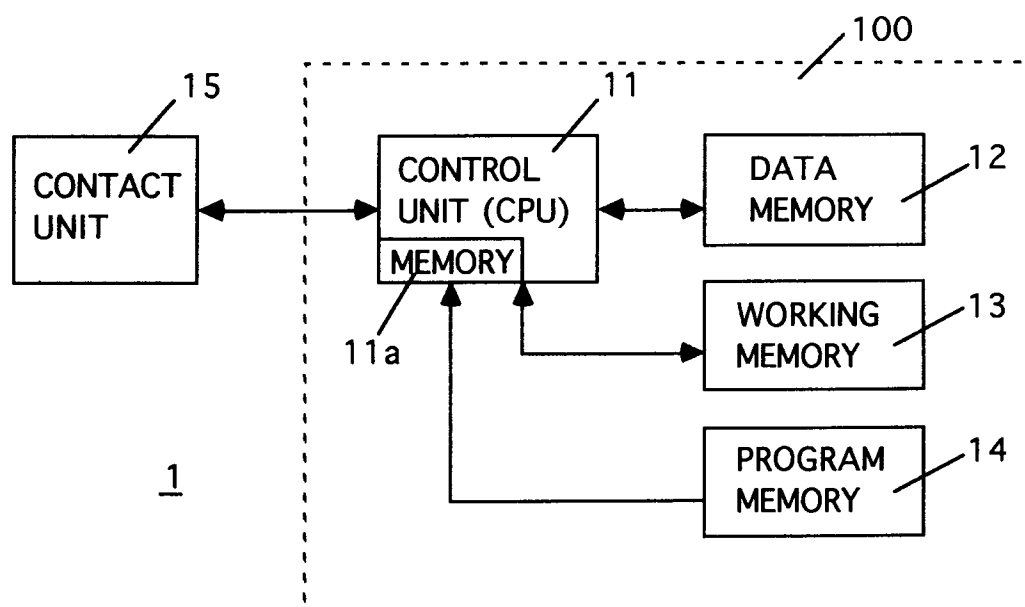 100
15
11
CONTACT
UNIT
CONTROL
UNIT (CPU)
MEMORY
11a
DATA
MEMORY
12
WORKING
MEMORY
13
PROGRAM
MEMORY
14
1